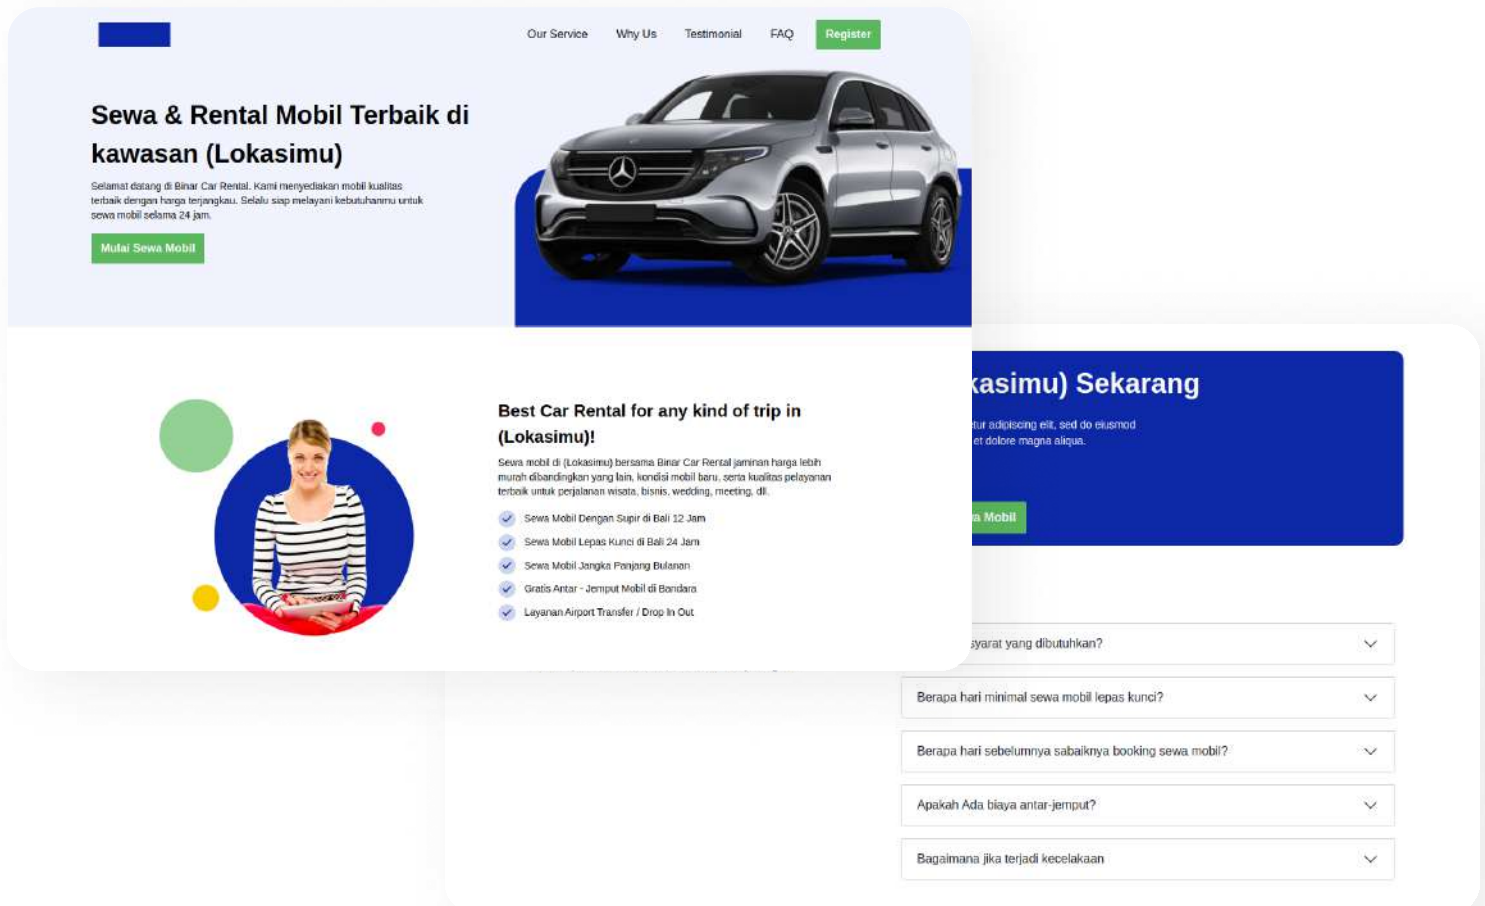 Our Service
Why Us
Testimonial
FAQ
Register
Sewa & Rental Mobil Terbaik di
kawasan (Lokasimu)
Selamat datang di Binar Car Rental. Kami menyediakan mobil kualitas
terbaik dengan harga terjangkau. Selalu siap melayani kebutuhanmu untuk
sewa mobil selama 24 jam.
Mulai Sewa Mobil
Best Car Rental for any kind of trip in
(Lokasimu)!
Sewa mobil di (Lokasimu) bersama Binar Car Rental jaminan harga lebih
murah dibandingkan yang lain, kondisi mobil baru, serta kualitas pelayanan
terbaik untuk perjalanan wisata, bisnis, wedding, meeting, dll.
Sewa Mobil Dengan Supir di Bali 12 Jam
Sewa Mobil Lepas Kunci di Bali 24 Jam
Sewa Mobil Jangka Panjang Bulanan
Gratis Antar - Jemput Mobil di Bandara
Layanan Airport Transfer / Drop In Out
kasimu) Sekarang
tur adipiscing elit, sed do eiusmod
et dolore magna aliqua.
a Mobil
syarat yang dibutuhkan?
Berapa hari minimal sewa mobil lepas kunci?
Berapa hari sebelumnya sabaiknya booking sewa mobil?
Apakah Ada biaya antar-jemput?
Bagaimana jika terjadi kecelakaan